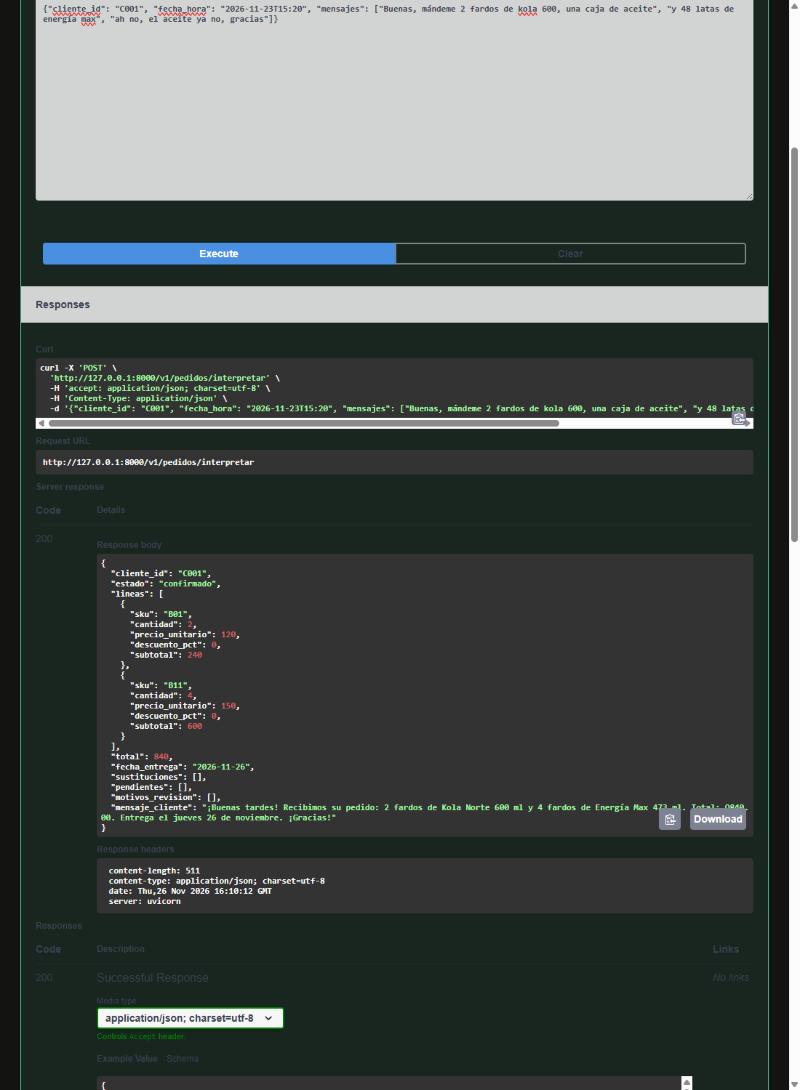 {"cliente_id": "C001", "fecha_hora": "2026-11-23T15:20", "mensajes": ["Buenas, mándeme 2 fardos de kola 600, una caja de aceite", "y 48 latas de
energía max", "ah no, el aceite ya no, gracias"]}
Execute
Clear
Responses
Curl
curl -X 'POST' \
'http://127.0.0.1:8000/v1/pedidos/interpretar' \
-H 'accept: application/json; charset=utf-8' \
-H 'Content-Type: application/json' \
-d '{"cliente_id": "C001", "fecha_hora": "2026-11-23T15:20", "mensajes": ["Buenas, mándeme 2 fardos de kola 600, una caja de aceite", "y 48 latas d
Request URL
http://127.0.0.1:8000/v1/pedidos/interpretar
Server response
Code Details
200
Response body
{
"cliente_id": "C001",
"estado": "confirmado",
"lineas": [
{
"sku": "B01",
"cantidad": 2,
"precio_unitario": 120,
"descuento_pct": 0,
"subtotal": 240
},
{
"sku": "B11",
"cantidad": 4,
"precio_unitario": 150,
"descuento_pct": 0,
"subtotal": 600
}
],
"total": 840,
"fecha_entrega": "2026-11-26",
"sustituciones": [],
"pendientes": [],
"motivos_revision": [],
"mensaje_cliente": "¡Buenas tardes! Recibimos su pedido: 2 fardos de Kola Norte 600 ml y 4 fardos de Energía Max 473 ml. Total: Q840.
00. Entrega el jueves 26 de noviembre. ¡Gracias!"
}
Download
Response headers
content-length: 511
content-type: application/json; charset=utf-8
date: Thu,26 Nov 2026 16:10:12 GMT
server: uvicorn
Responses
Code Description Links
200 Successful Response No links
Media type
application/json; charset=utf-8
Controls Accept header.
Example Value Schema
{